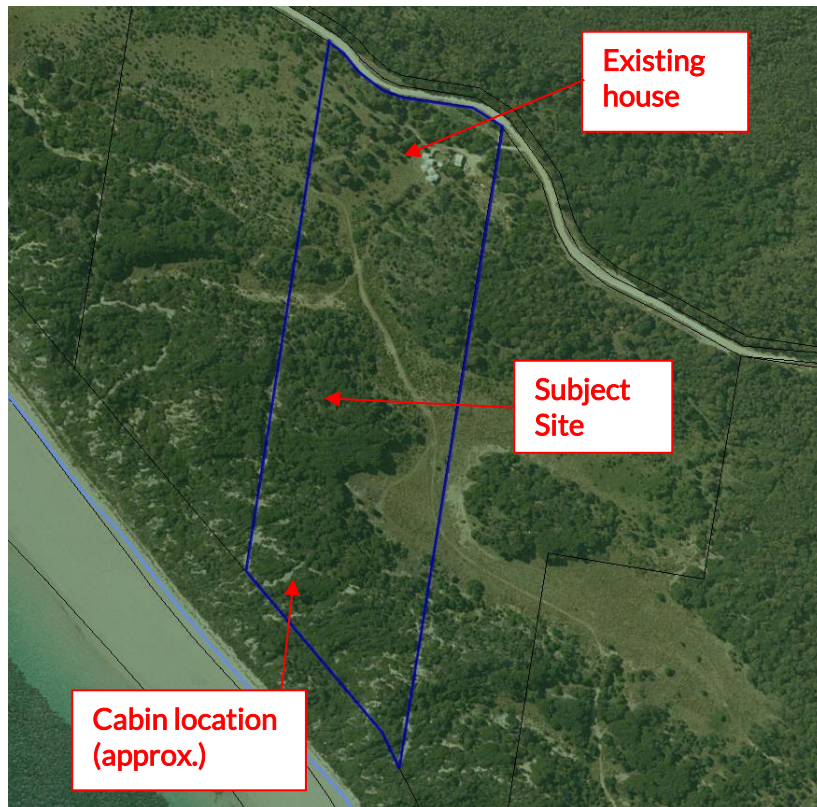 Existing
house
Subject
Site
Cabin location
(approx.)